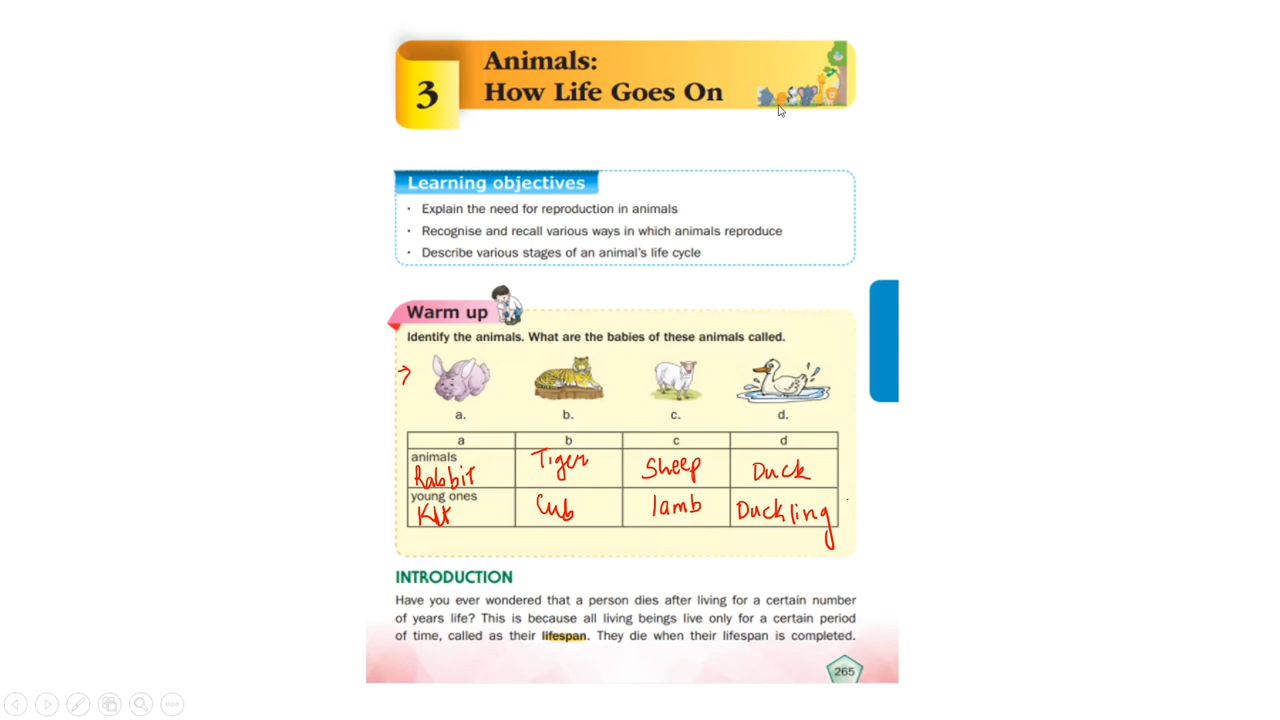 3
Animals:
How Life Goes On
Learning objectives
• Explain the need for reproduction in animals
• Recognise and recall various ways in which animals reproduce
• Describe various stages of an animal's life cycle
Warm up
Identify the animals. What are the babies of these animals called.
a. b. c. d.
a b c d
animals
Rabbit Tiger Sheep Duck
young ones
Kit Cub lamb Duckling
INTRODUCTION
Have you ever wondered that a person dies after living for a certain number
of years life? This is because all living beings live only for a certain period
of time, called as their lifespan. They die when their lifespan is completed.
265